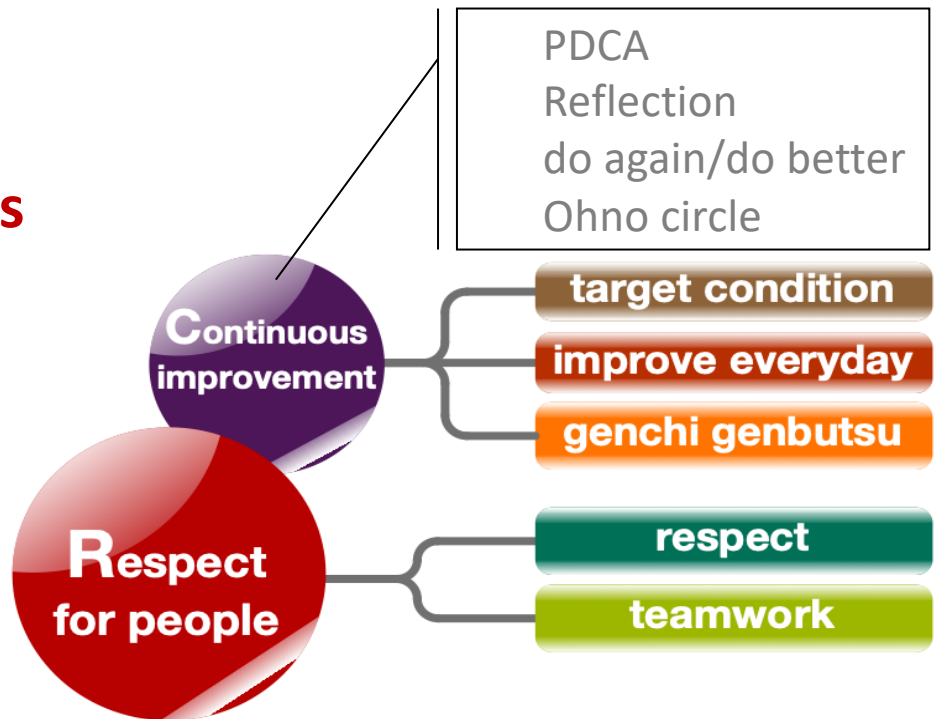 PDCA
Reflection
do again/do better
Ohno circle
s
Continuous
improvement
target condition
improve everyday
genchi genbutsu
Respect
for people
respect
teamwork